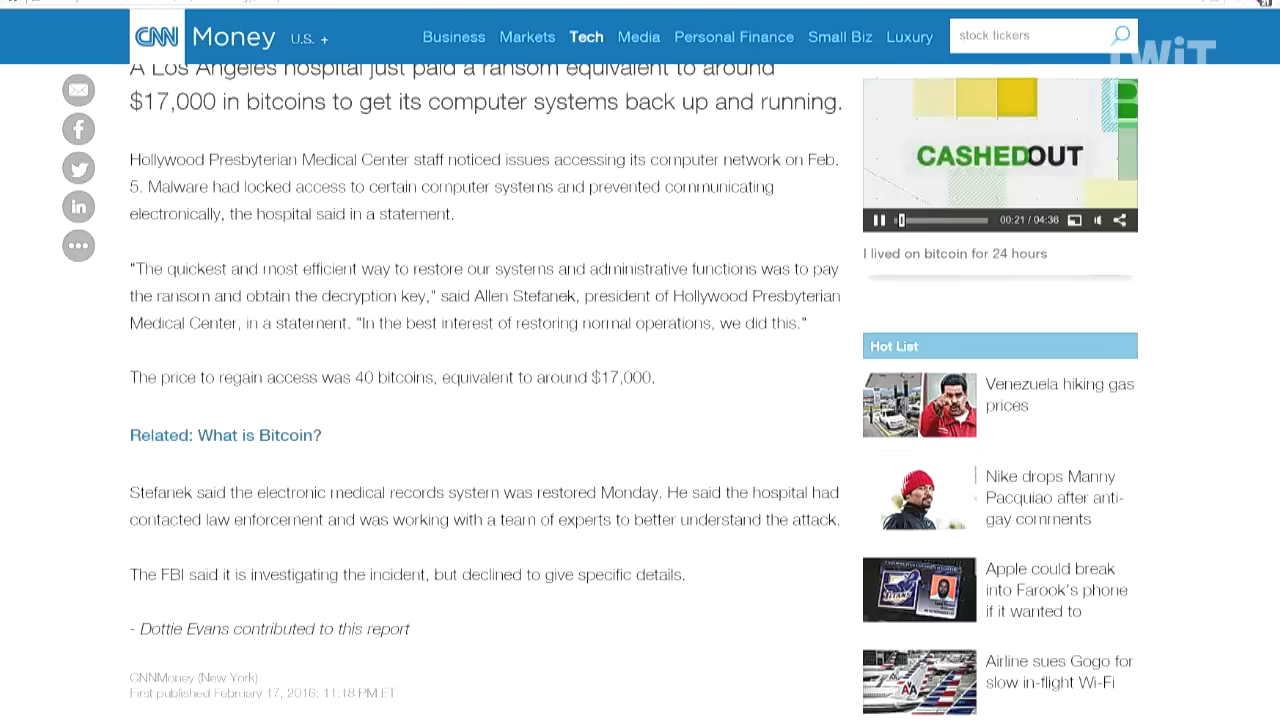 CNN Money U.S. +
Business Markets Tech Media Personal Finance Small Biz Luxury
stock tickers
TWiT
A Los Angeles hospital just paid a ransom equivalent to around
$17,000 in bitcoins to get its computer systems back up and running.
Hollywood Presbyterian Medical Center staff noticed issues accessing its computer network on Feb.
5. Malware had locked access to certain computer systems and prevented communicating
electronically, the hospital said in a statement.
"The quickest and most efficient way to restore our systems and administrative functions was to pay
the ransom and obtain the decryption key," said Allen Stefanek, president of Hollywood Presbyterian
Medical Center, in a statement. "In the best interest of restoring normal operations, we did this."
The price to regain access was 40 bitcoins, equivalent to around $17,000.
Related: What is Bitcoin?
Stefanek said the electronic medical records system was restored Monday. He said the hospital had
contacted law enforcement and was working with a team of experts to better understand the attack.
The FBI said it is investigating the incident, but declined to give specific details.
- Dottie Evans contributed to this report
CNNMoney (New York)
First published February 17, 2016: 11:18 PM ET
CASHEDOUT
00:21 / 04:36
I lived on bitcoin for 24 hours
Hot List
Venezuela hiking gas
prices
Nike drops Manny
Pacquiao after anti-
gay comments
TITANS
Apple could break
into Farook's phone
if it wanted to
AA
Airline sues Gogo for
slow in-flight Wi-Fi